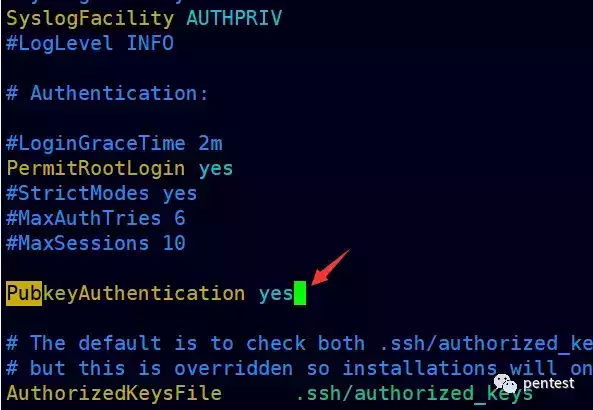 SyslogFacility AUTHPRIV
#LogLevel INFO
# Authentication:
#LoginGraceTime 2m
PermitRootLogin yes
#StrictModes yes
#MaxAuthTries 6
#MaxSessions 10
PubkeyAuthentication yes
# The default is to check both .ssh/authorized_ke
# but this is overridden so installations will on
AuthorizedKeysFile .ssh/authorized_keys
pentest